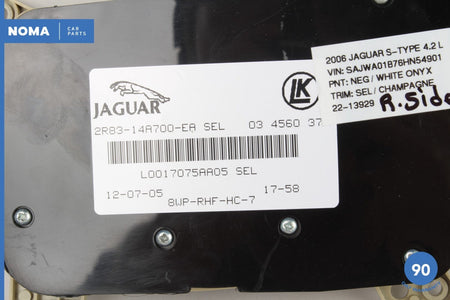 NOMA CAR PARTS
2006 JAGUAR S-TYPE 4.2 L
VIN: SAJWA01B76HN54901
PNT: NEG / WHITE ONYX
TRIM: SEL / CHAMPAGNE
22-13929 R.Side
JAGUAR
LK
2R83-14A700-EA SEL 03 4560 37
L0017075AA05 SEL
12-07-05 17-58
8WP-RHF-HC-7
90